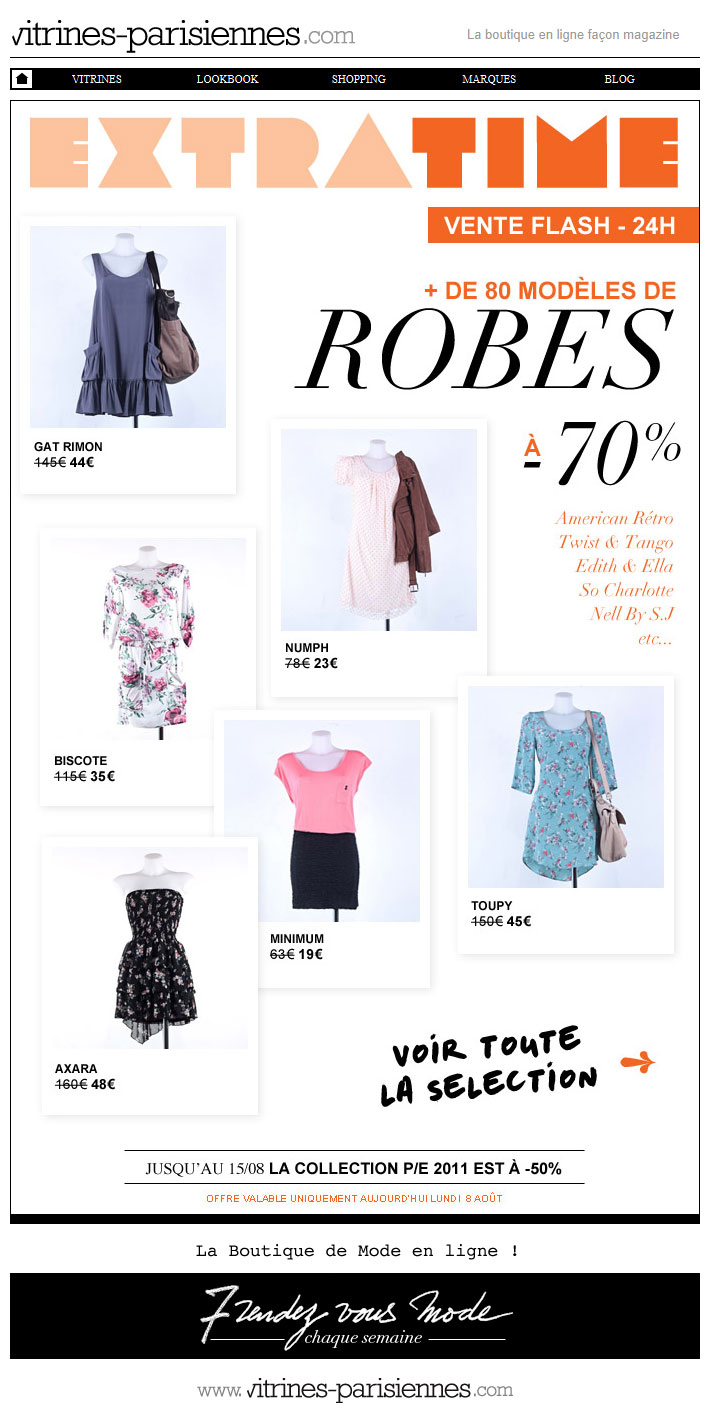 vitrines-parisiennes.com
La boutique en ligne façon magazine
VITRINES LOOKBOOK SHOPPING MARQUES BLOG
EXTRATIME
VENTE FLASH - 24H
+ DE 80 MODÈLES DE
ROBES
À - 70%
American Rétro
Twist & Tango
Edith & Ella
So Charlotte
Nell By S.J
etc...
GAT RIMON
145€ 44€
NUMPH
78€ 23€
BISCOTE
115€ 35€
MINIMUM
63€ 19€
TOUPY
150€ 45€
AXARA
160€ 48€
VOIR TOUTE
LA SELECTION
JUSQU'AU 15/08 LA COLLECTION P/E 2011 EST À -50%
OFFRE VALABLE UNIQUEMENT AUJOURD'HUI LUNDI 8 AOÛT
La Boutique de Mode en ligne !
7 rendez vous Mode
chaque semaine
www. vitrines-parisiennes.com